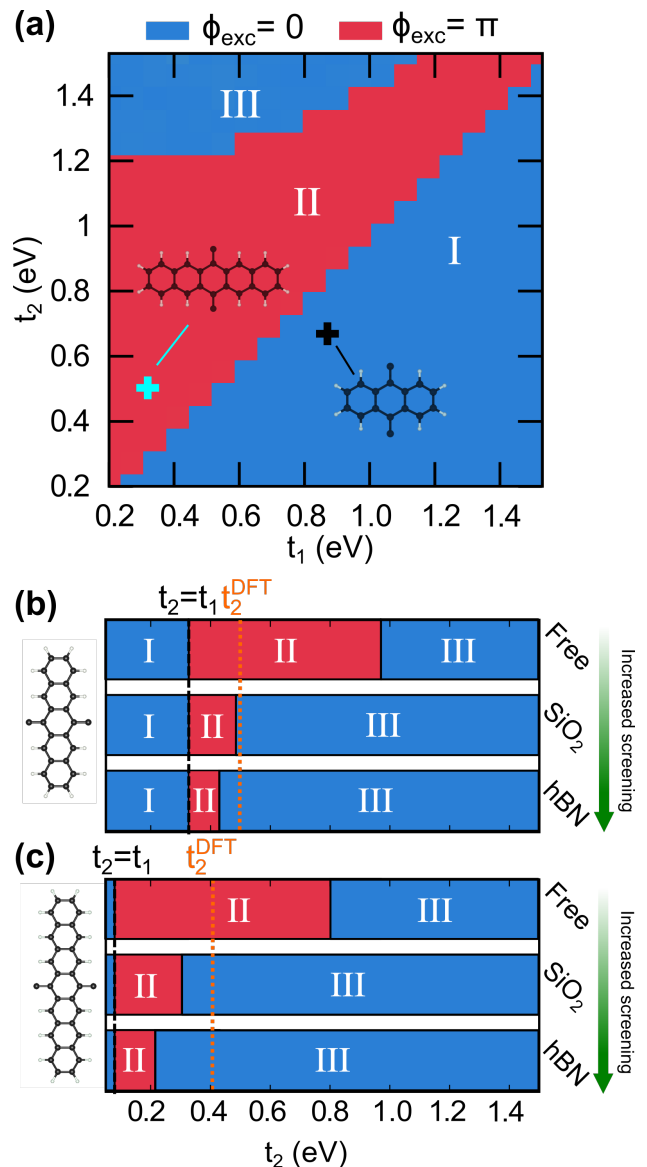 (a)
ϕexc= 0 ϕexc= π
1.4
1.2
1
0.8
0.6
0.4
0.2
t2 (eV)
III
II
I
0.2 0.4 0.6 0.8 1.0 1.2 1.4
t1 (eV)
(b)
t2=t1 t2DFT
I II III Free
I II III SiO2
I II III hBN
Increased screening
(c)
t2=t1 t2DFT
II III Free
II III SiO2
II III hBN
Increased screening
0.2 0.4 0.6 0.8 1.0 1.2 1.4
t2 (eV)